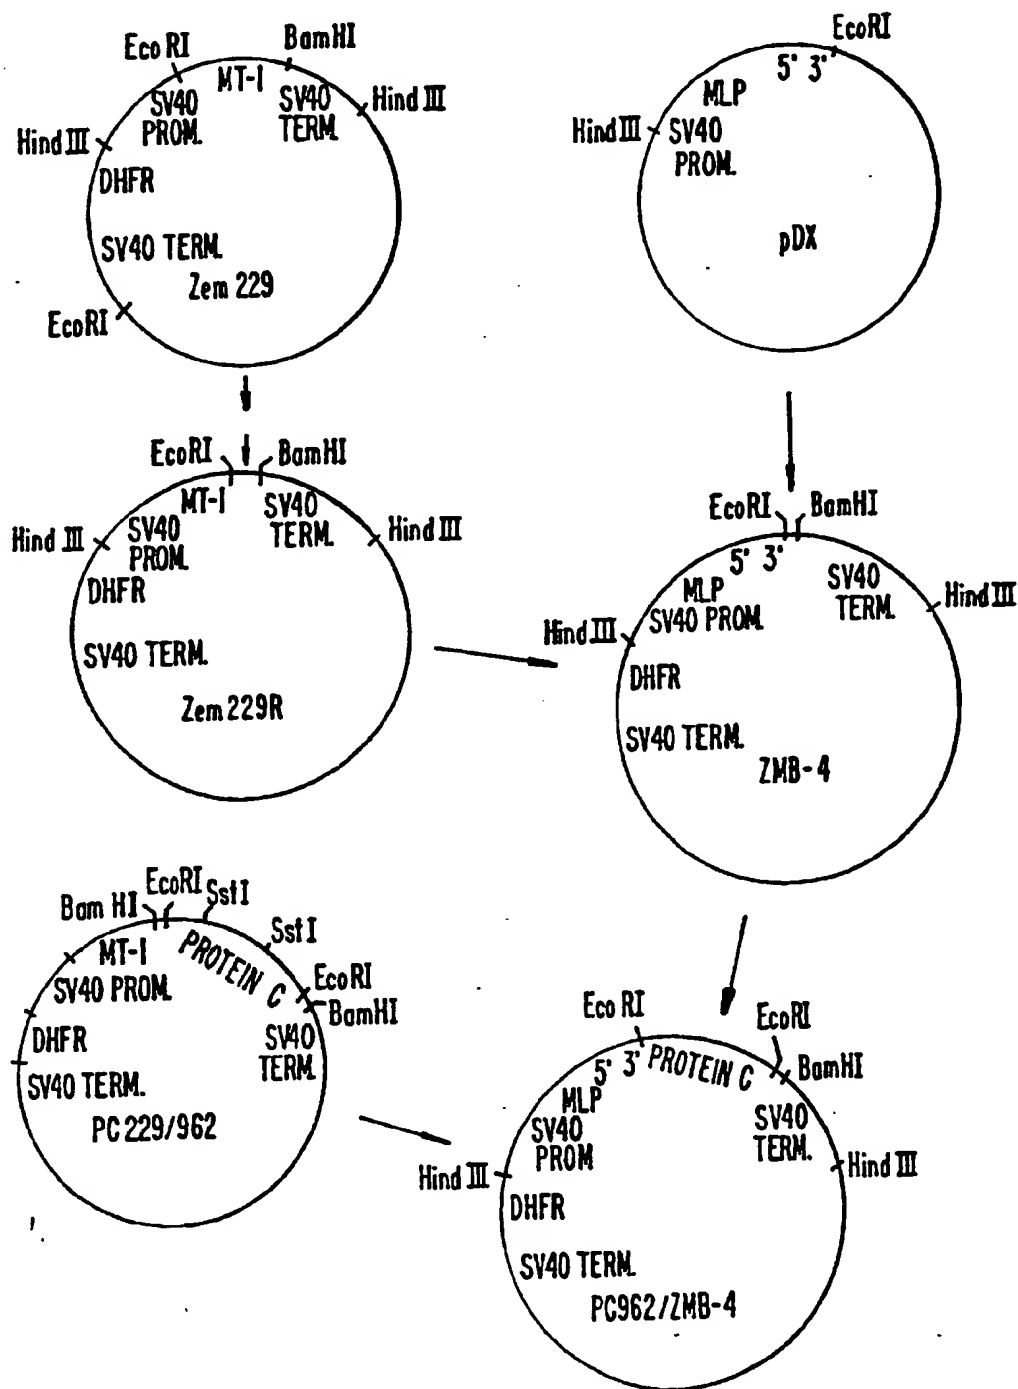 Eco RI
BamHI
MT-I
SV40
PROM.
SV40
TERM.
Hind III
Hind III
DHFR
SV40 TERM.
Zem 229
EcoRI
EcoRI
5' 3'
MLP
Hind III
SV40
PROM.
pDX
EcoRI
BamHI
MT-I
SV40
TERM.
SV40
PROM.
Hind III
Hind III
DHFR
SV40 TERM.
Zem 229R
EcoRI
BamHI
5' 3'
MLP
SV40 PROM.
SV40
TERM.
Hind III
Hind III
DHFR
SV40 TERM.
ZMB-4
Bam HI
EcoRI
SstI
SstI
MT-I
PROTEIN C
EcoRI
BamHI
SV40 PROM.
SV40
TERM.
DHFR
SV40 TERM.
PC 229/962
Eco RI
EcoRI
5' 3'
PROTEIN C
BamHI
MLP
SV40
PROM
SV40
TERM.
Hind III
Hind III
DHFR
SV40 TERM.
PC962/ZMB-4